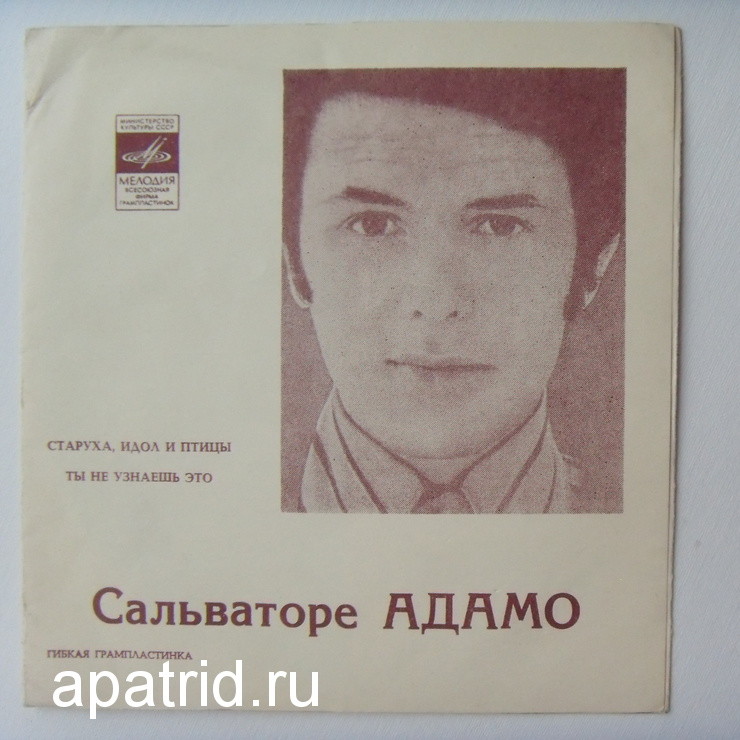 МИНИСТЕРСТВО
КУЛЬТУРЫ СССР
МЕЛОДИЯ
ВСЕСОЮЗНАЯ
ФИРМА
ГРАМПЛАСТИНОК
СТАРУХА, ИДОЛ И ПТИЦЫ
ТЫ НЕ УЗНАЕШЬ ЭТО
Сальваторе АДАМО
ГИБКАЯ ГРАМПЛАСТИНКА
apatrid.ru